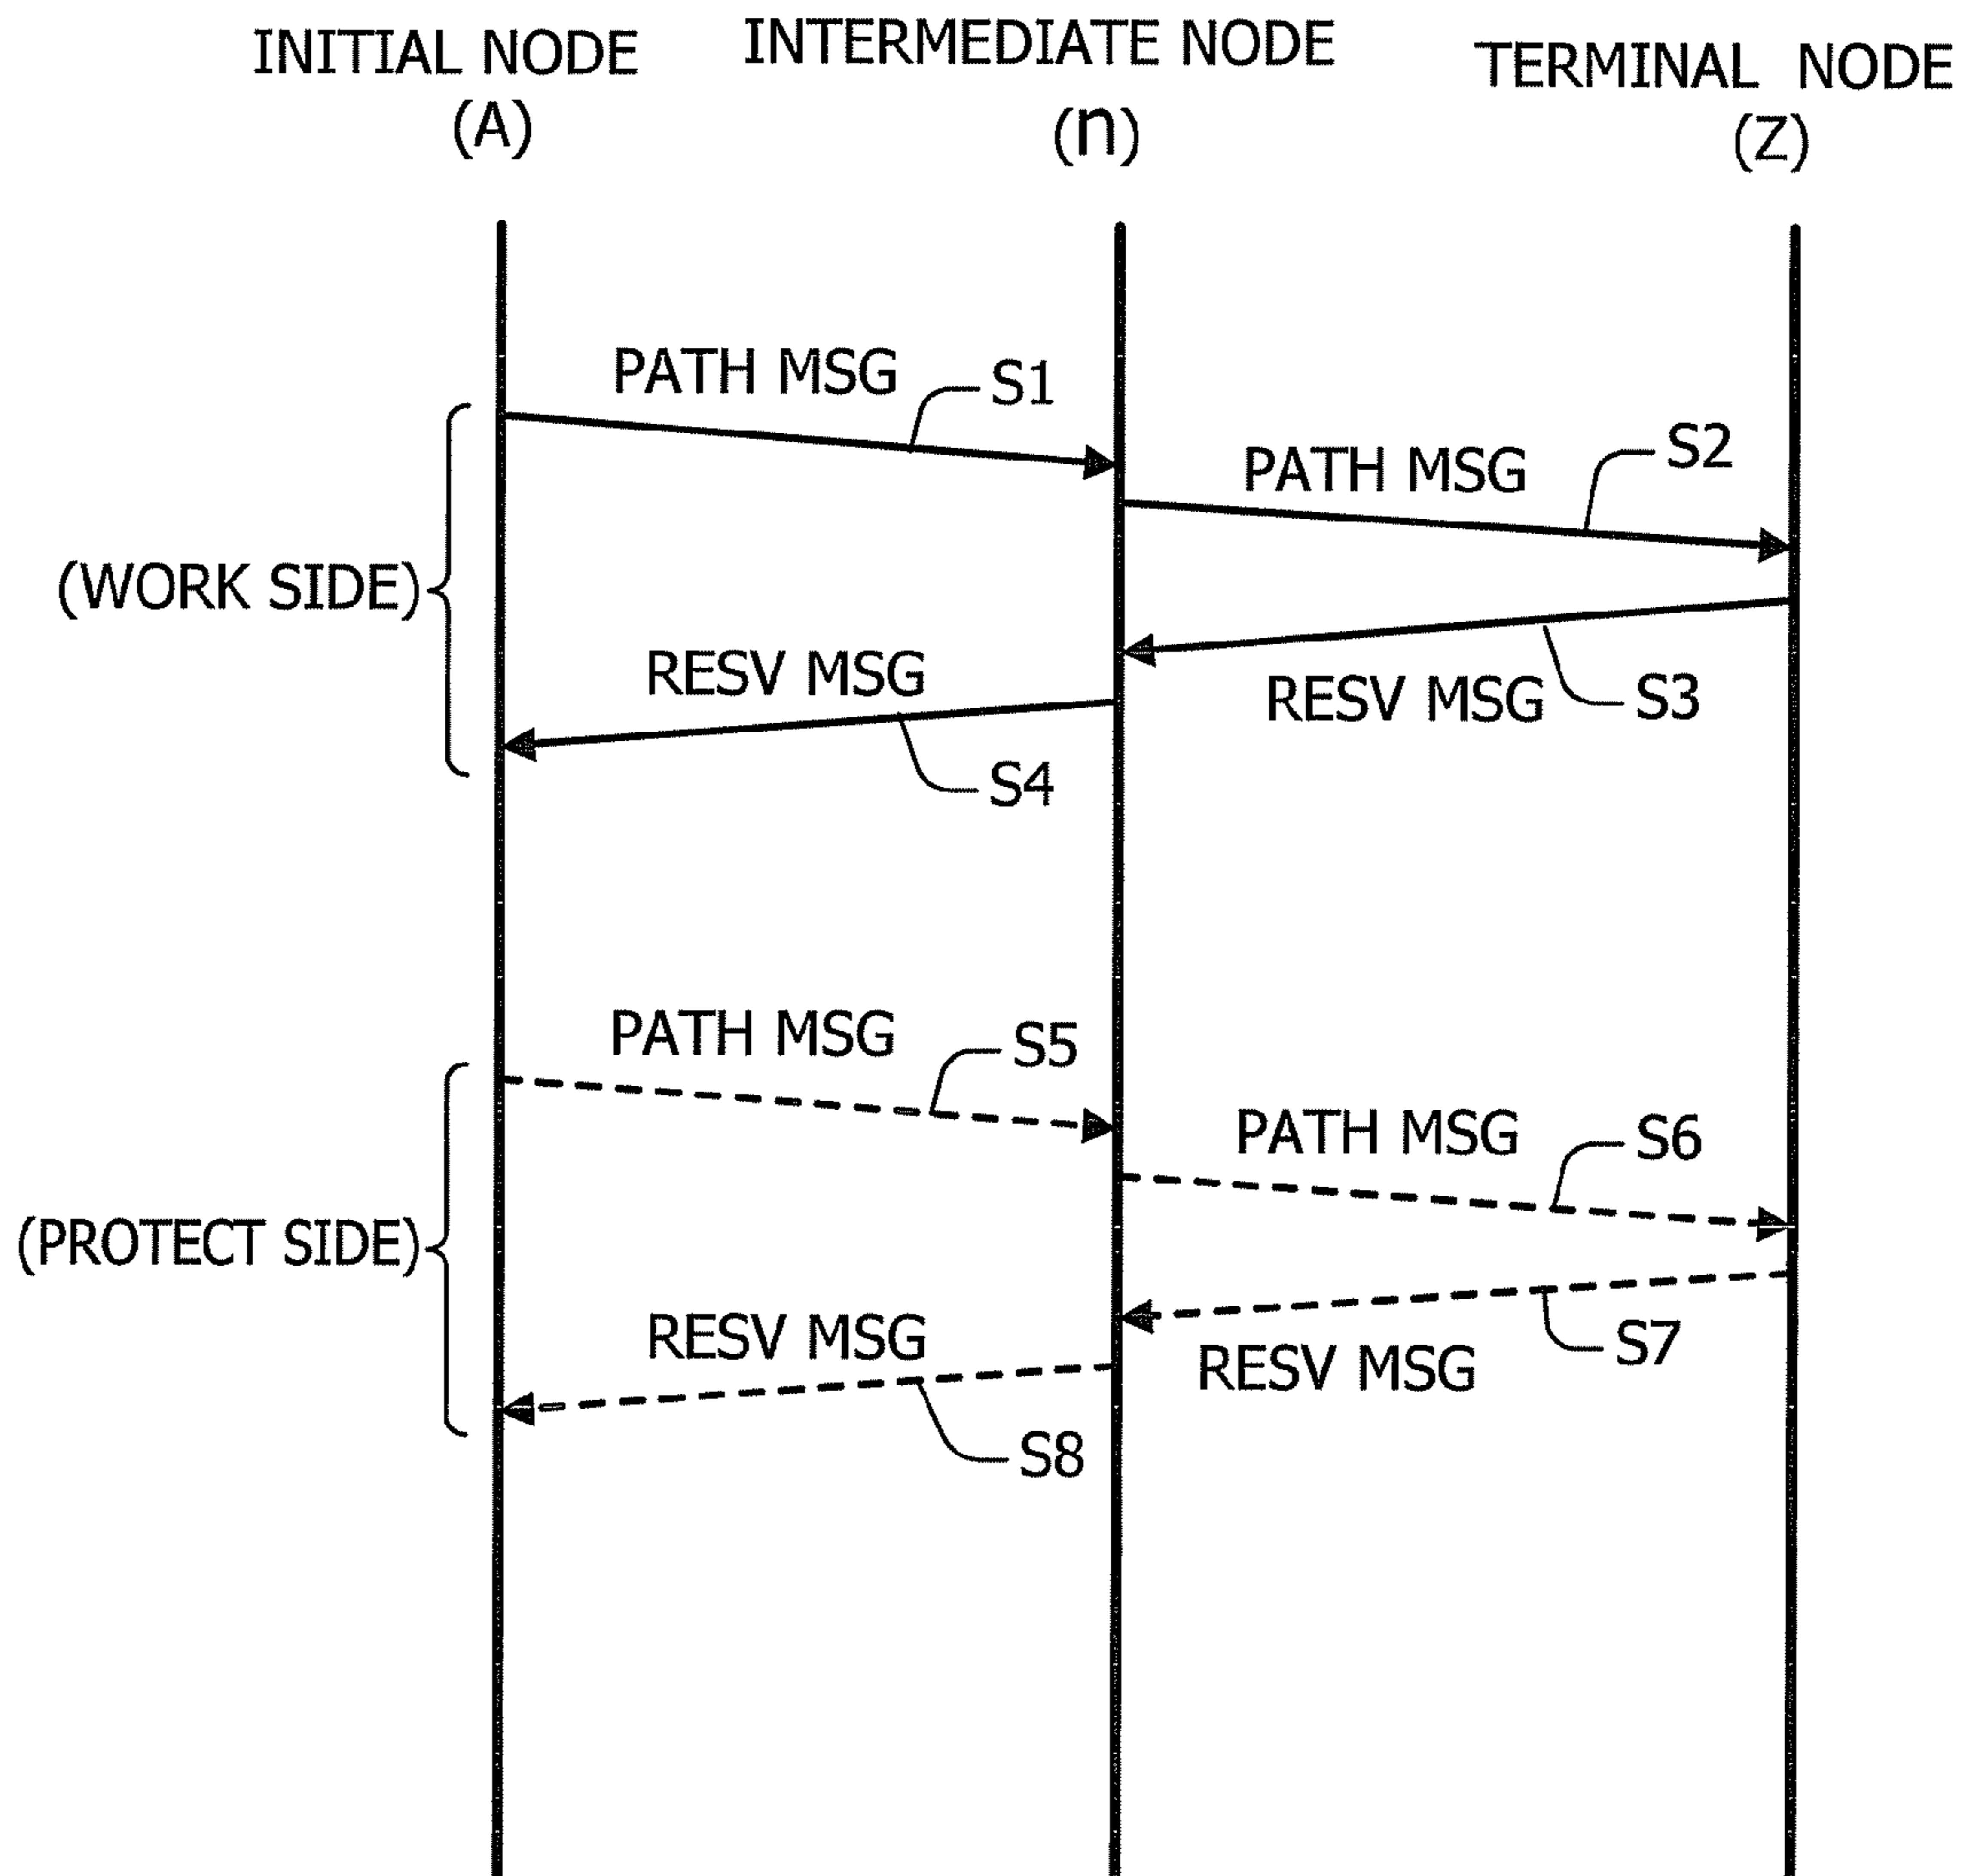 INITIAL NODE
(A)
INTERMEDIATE NODE
(n)
TERMINAL NODE
(Z)
PATH MSG
S1
PATH MSG
S2
(WORK SIDE)
RESV MSG
S3
RESV MSG
S4
PATH MSG
S5
PATH MSG
S6
(PROTECT SIDE)
RESV MSG
S7
RESV MSG
S8